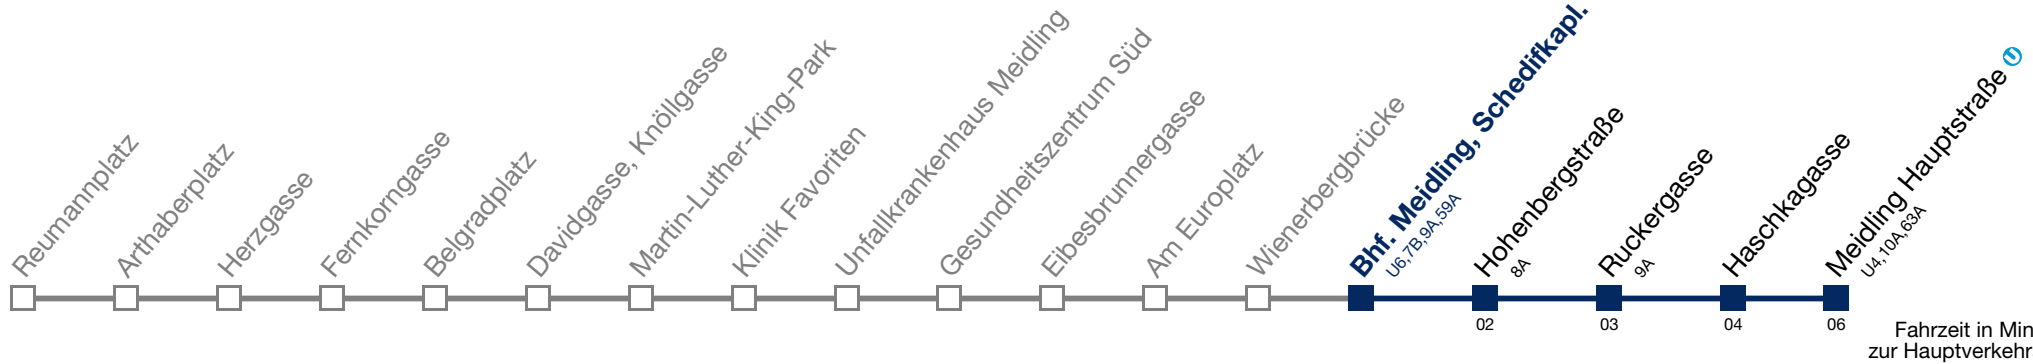 Reumannplatz
Arthaberplatz
Herzgasse
Fernkorngasse
Belgradplatz
Davidgasse, Knöllgasse
Martin-Luther-King-Park
Klinik Favoriten
Unfallkrankenhaus Meidling
Gesundheitszentrum Süd
Eibesbrunnergasse
Am Europlatz
Wienerbergbrücke
Bhf. Meidling, Schedifkapl.
U6,7B,9A,59A
Hohenbergstraße
8A
Ruckergasse
9A
Haschkagasse
Meidling Hauptstraße U
U4,10A,63A
02
03
04
06
Fahrzeit in Min
zur Hauptverkehr